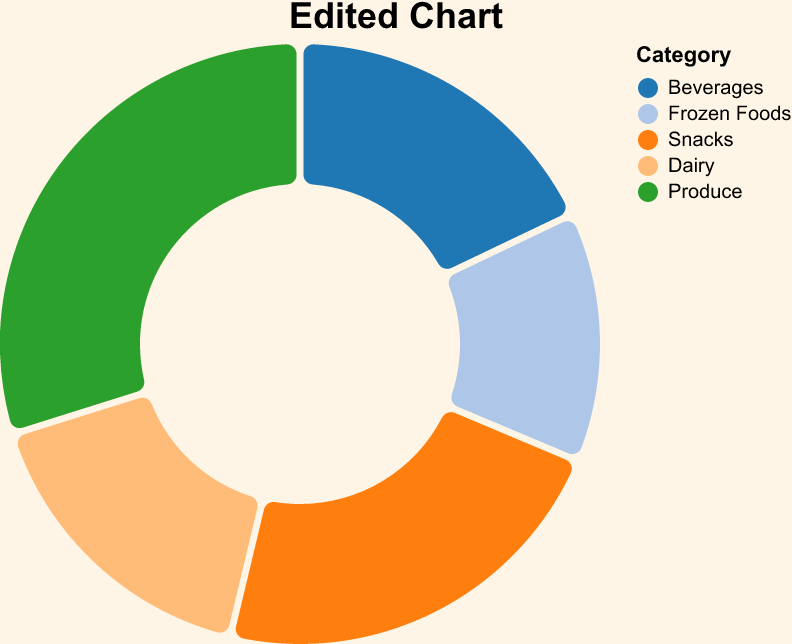 Edited Chart
Category
Beverages
Frozen Foods
Snacks
Dairy
Produce